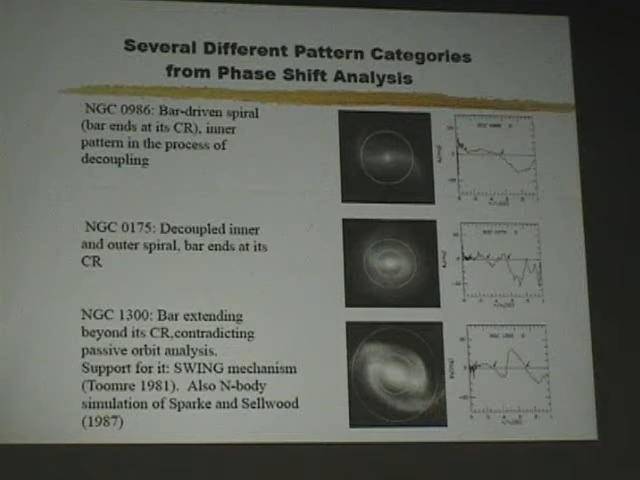 Several Different Pattern Categories
from Phase Shift Analysis
NGC 0986: Bar-driven spiral
(bar ends at its CR), inner
pattern in the process of
decoupling
NGC 0175: Decoupled inner
and outer spiral, bar ends at its
CR
NGC 1300: Bar extending
beyond its CR,contradicting
passive orbit analysis.
Support for it: SWING mechanism
(Toomre 1981). Also N-body
simulation of Sparke and Sellwood
(1987)